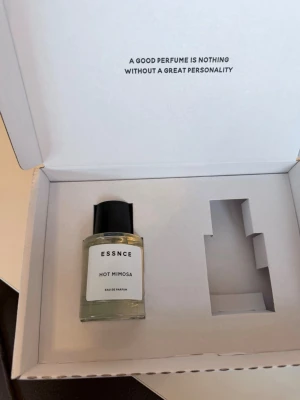 A GOOD PERFUME IS NOTHING
WITHOUT A GREAT PERSONALITY
ESSNCE
HOT MIMOSA
EAU DE PARFUM